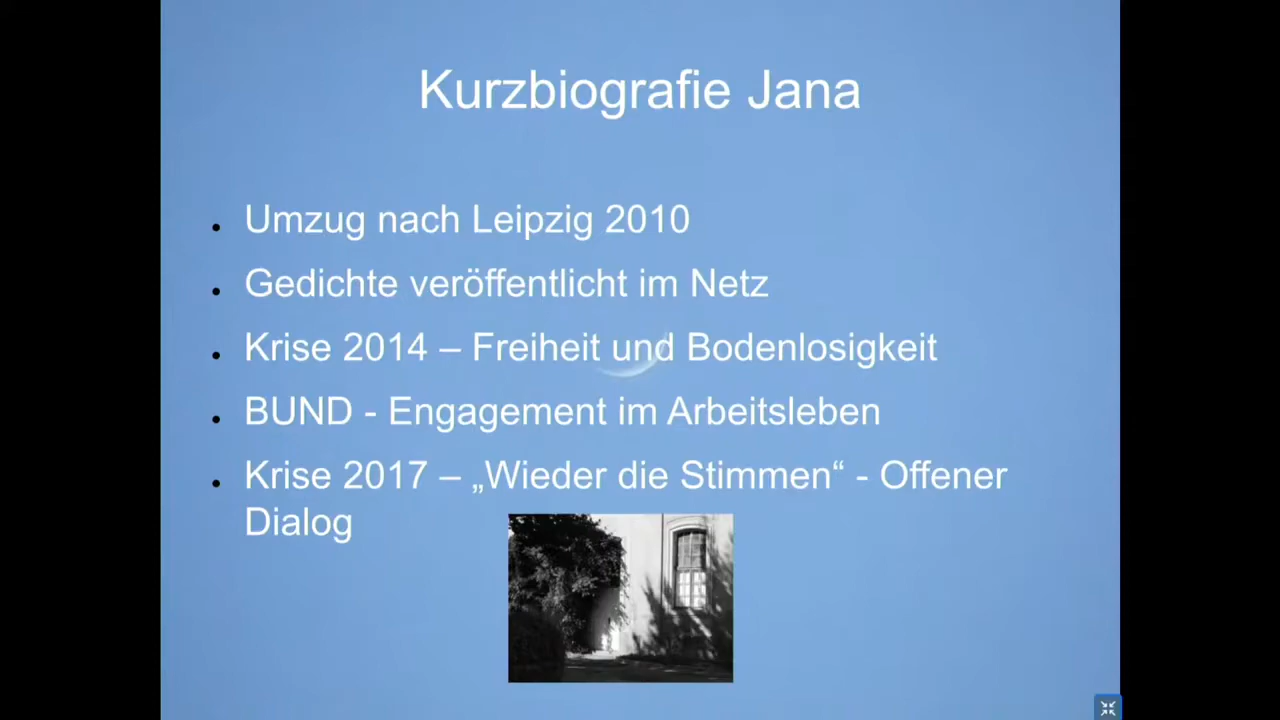 Kurzbiografie Jana
Umzug nach Leipzig 2010
Gedichte veröffentlicht im Netz
Krise 2014 – Freiheit und Bodenlosigkeit
BUND - Engagement im Arbeitsleben
Krise 2017 – „Wieder die Stimmen“ - Offener
Dialog